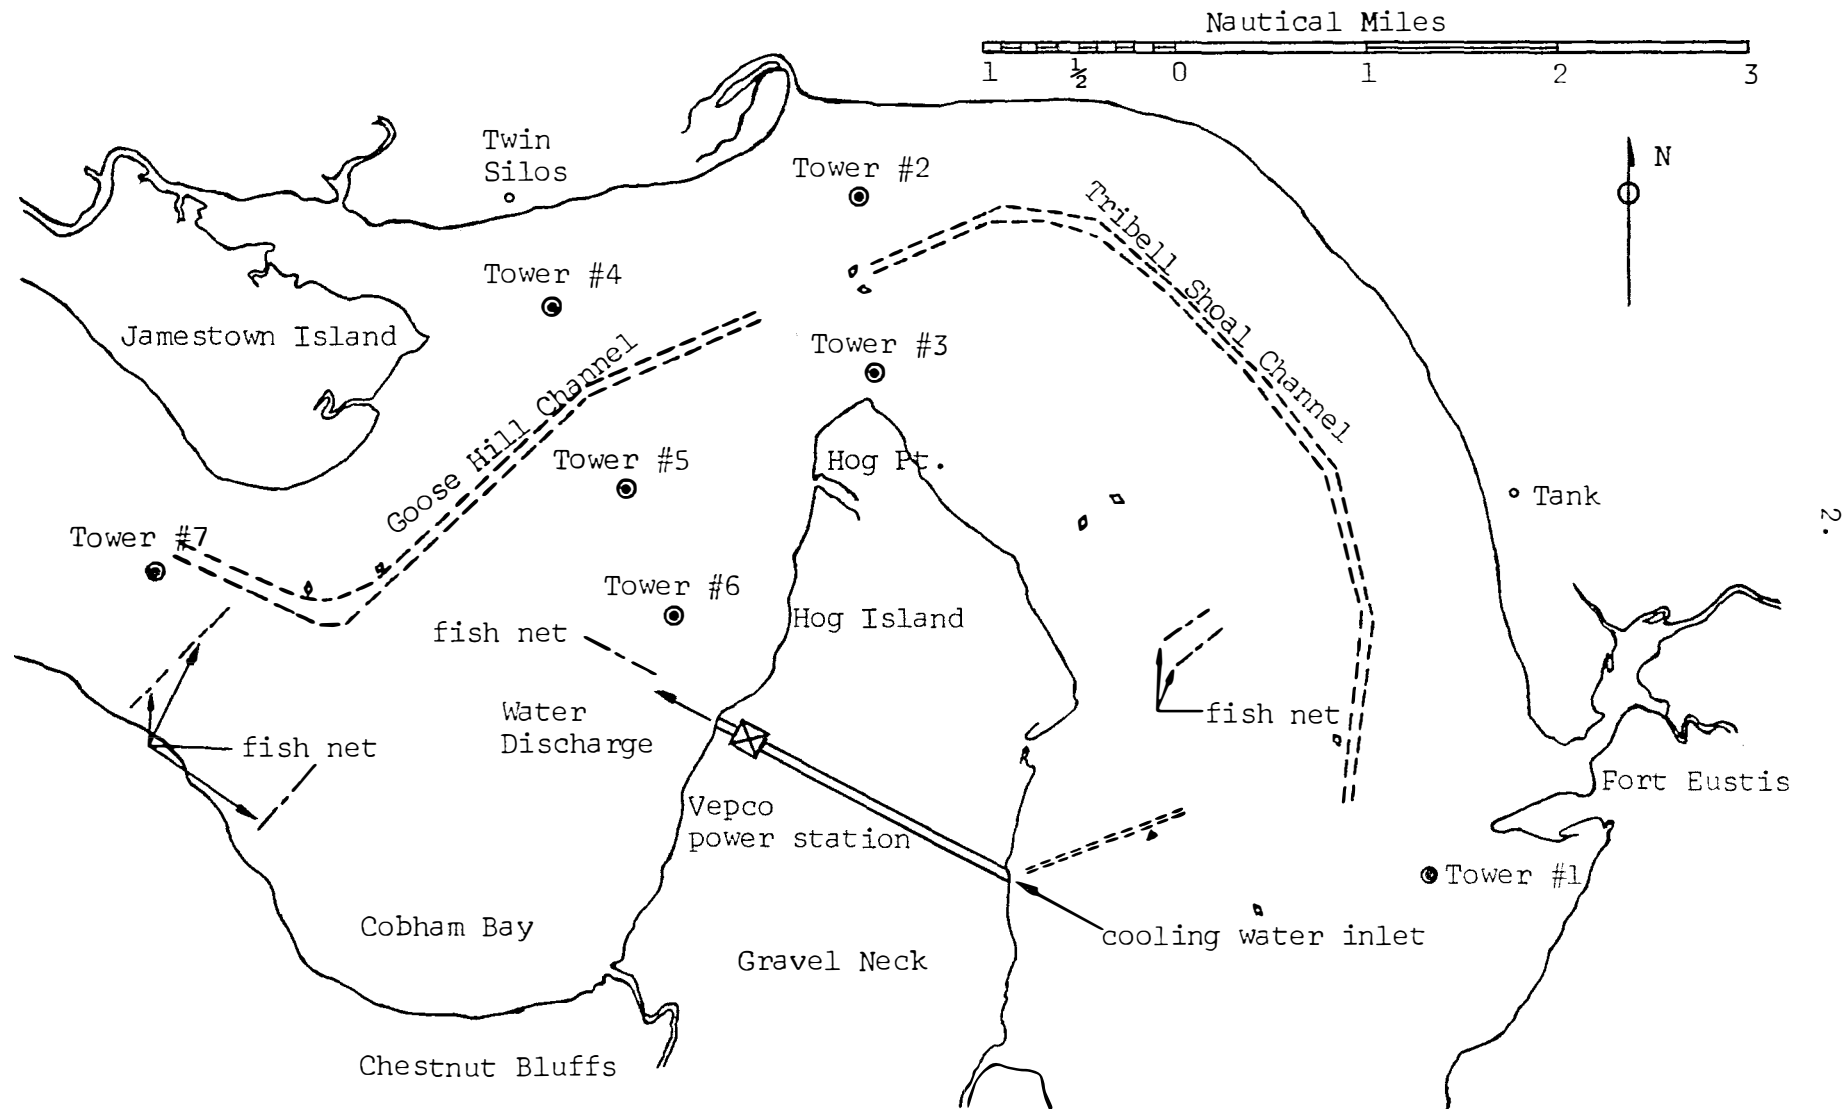 Nautical Miles
1 ½ 0 1 2 3
N
Twin
Silos
Tower #2
Tribell Shoal Channel
Tower #4
Jamestown Island
Tower #3
Goose Hill Channel
Tower #5
Hog Pt.
Tank
2.
Tower #7
Tower #6
fish net
Hog Island
Water
Discharge
fish net
fish net
Vepco
power station
Fort Eustis
Tower #1
Cobham Bay
cooling water inlet
Gravel Neck
Chestnut Bluffs